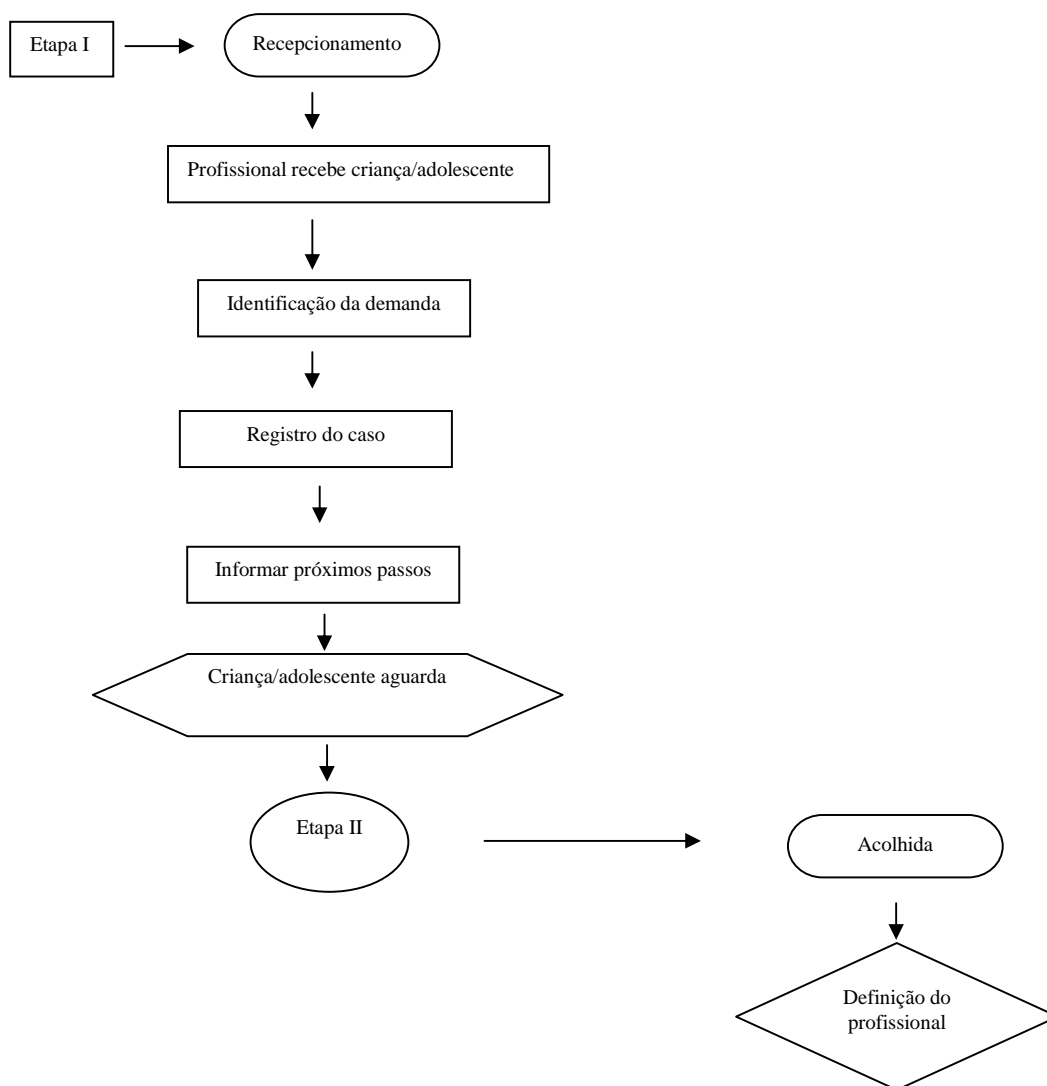 Etapa I
Recepcionamento
Profissional recebe criança/adolescente
Identificação da demanda
Registro do caso
Informar próximos passos
Criança/adolescente aguarda
Etapa II
Acolhida
Definição do
profissional